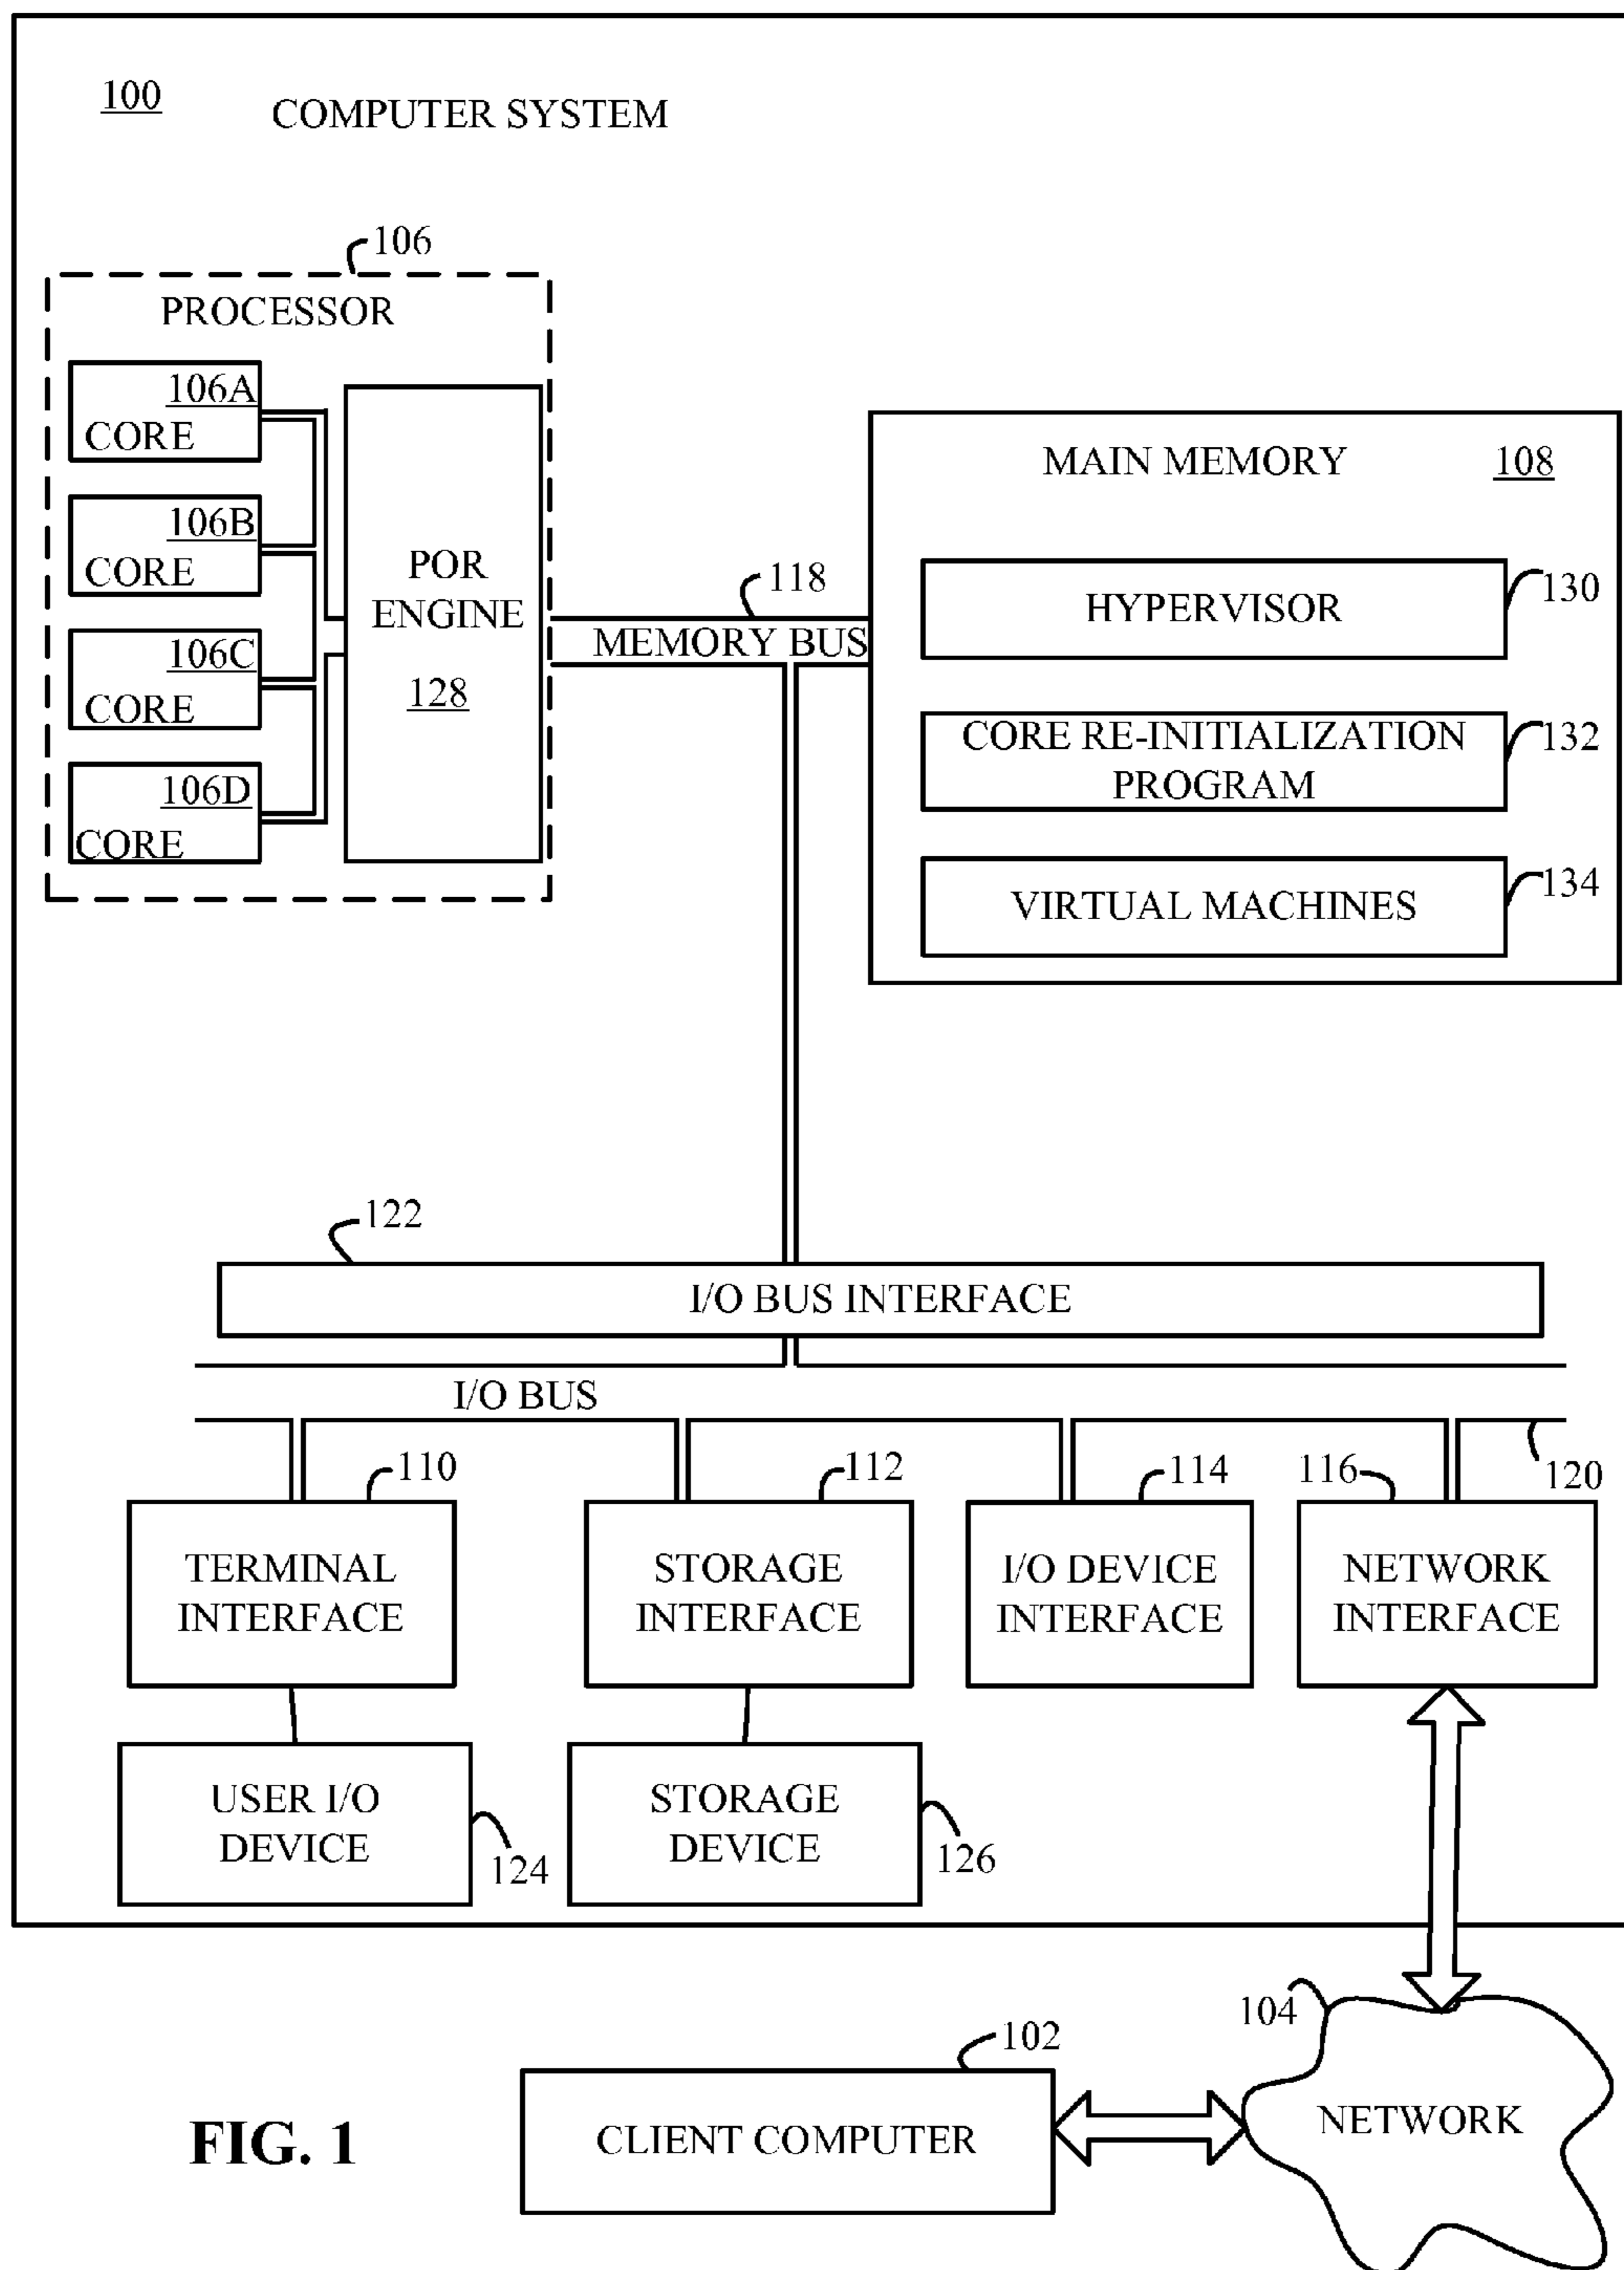 100
COMPUTER SYSTEM
106
PROCESSOR
106A
CORE
106B
CORE
106C
CORE
106D
CORE
POR
ENGINE
128
118
MEMORY BUS
MAIN MEMORY 108
HYPERVISOR
130
CORE RE-INITIALIZATION
PROGRAM
132
VIRTUAL MACHINES
134
122
I/O BUS INTERFACE
I/O BUS
120
110
TERMINAL
INTERFACE
112
STORAGE
INTERFACE
114
I/O DEVICE
INTERFACE
116
NETWORK
INTERFACE
USER I/O
DEVICE
124
STORAGE
DEVICE
126
104
NETWORK
102
CLIENT COMPUTER
FIG. 1